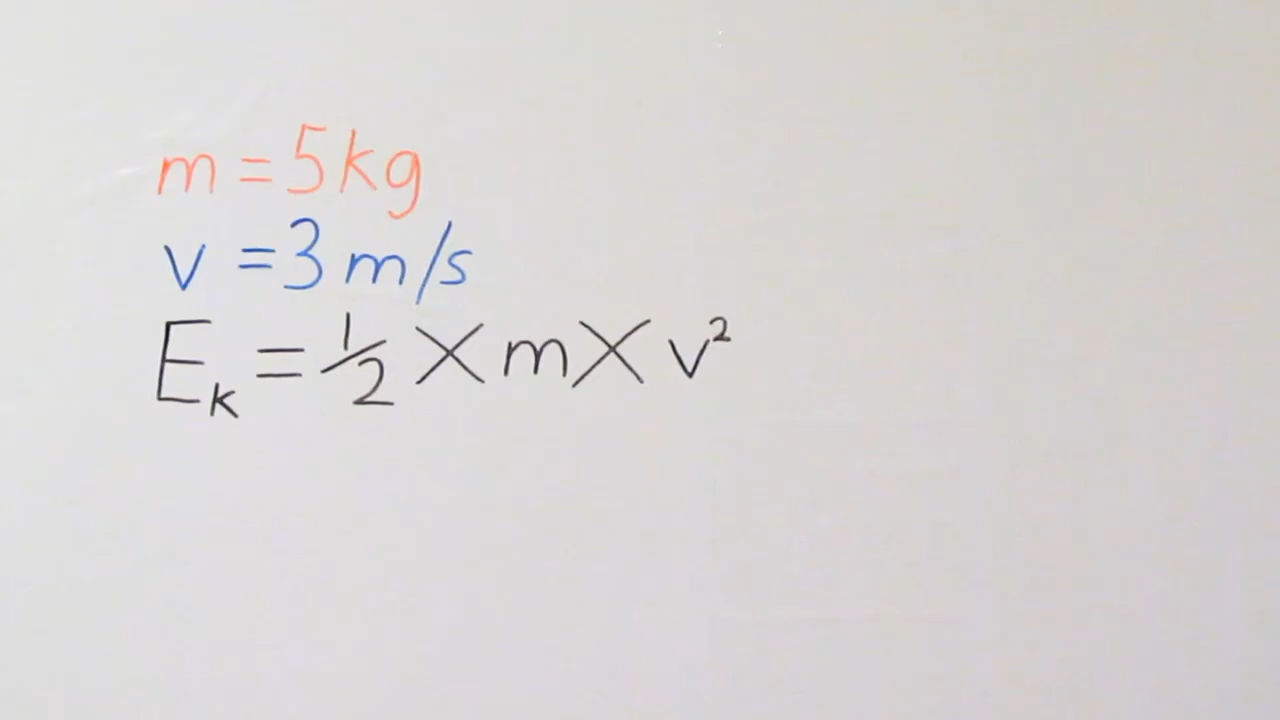 m = 5kg
v = 3 m/s
Eₖ = ½ X m X v²